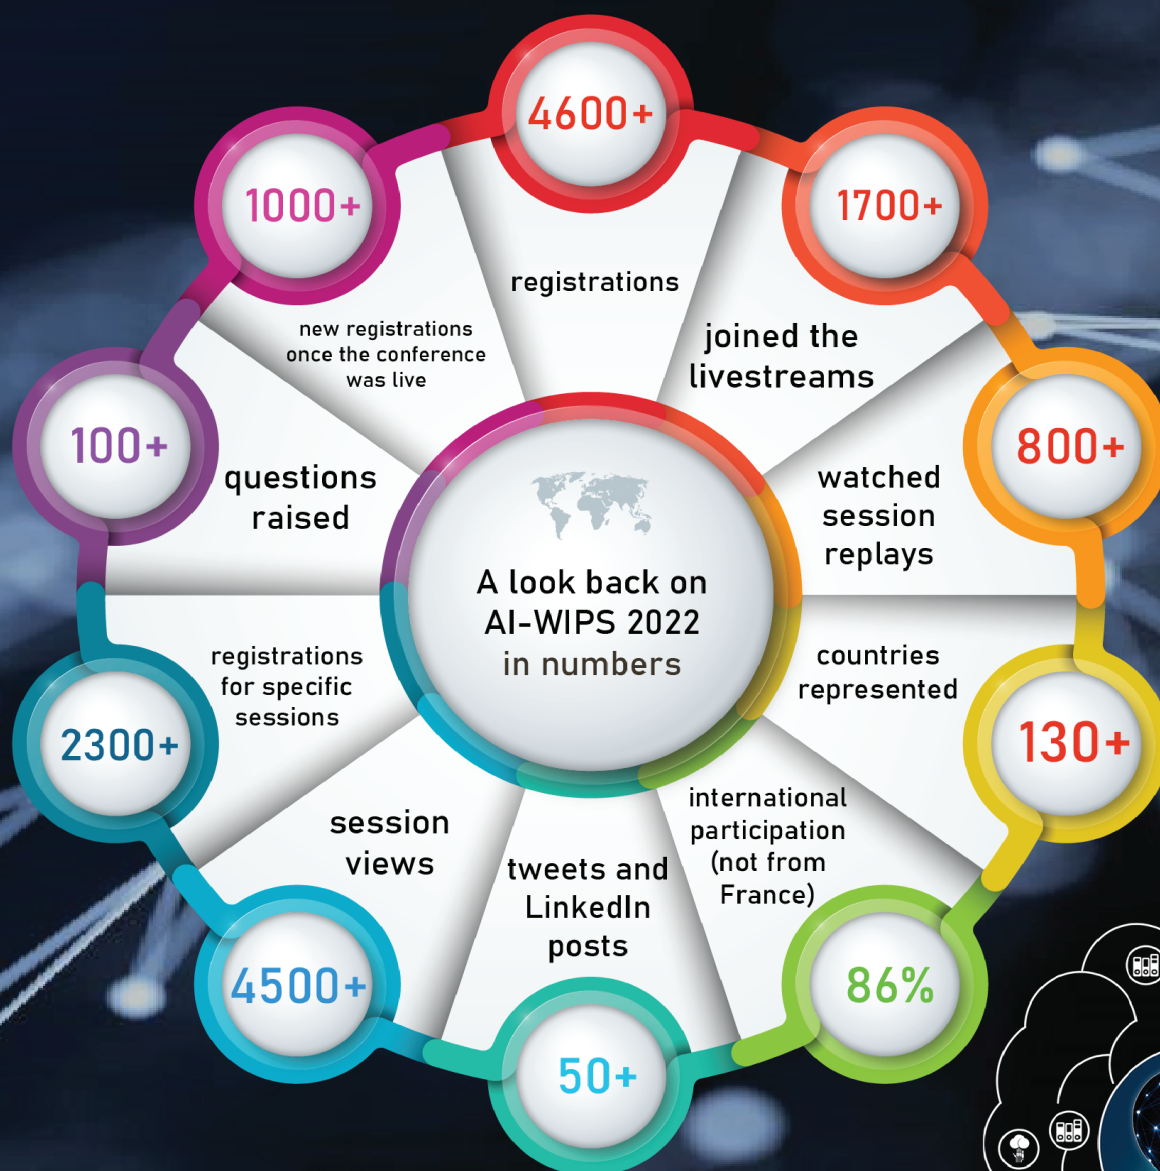 4600+
registrations
1700+
joined the
livestreams
800+
watched
session
replays
130+
countries
represented
86%
international
participation
(not from
France)
50+
tweets and
LinkedIn
posts
4500+
session
views
2300+
registrations
for specific
sessions
100+
questions
raised
1000+
new registrations
once the conference
was live
A look back on
AI-WIPS 2022
in numbers